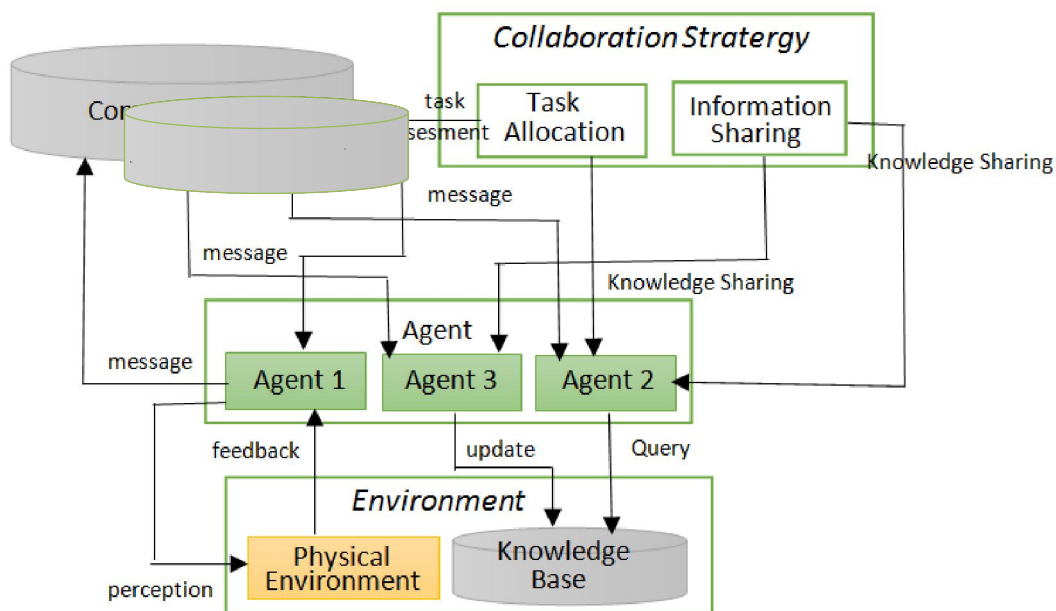 Collaboration Stratergy
task
sesment
Task
Allocation
Information
Sharing
Knowledge Sharing
message
message
Knowledge Sharing
Agent
message
Agent 1
Agent 3
Agent 2
feedback
update
Query
Environment
Physical
Environment
Knowledge
Base
perception